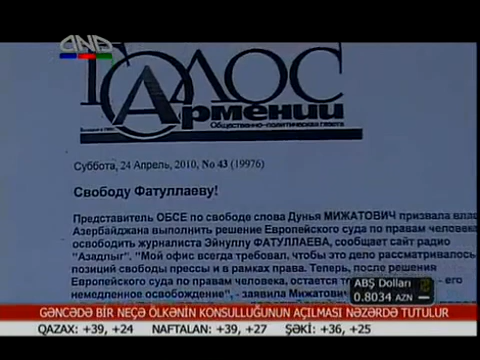 ANS
ГОЛОС
Армении
Общественно-политическая газета
Суббота, 24 Апрель, 2010, No 43 (19976)
Свободу Фатуллаеву!
Представитель ОБСЕ по свободе слова Дунья МИЖАТОВИЧ призвала вла
Азербайджана выполнить решение Европейского суда по правам человека
освободить журналиста Эйнуллу ФАТУЛЛАЕВА, сообщает сайт радио
"Азадлыг". "Мой офис всегда требовал, чтобы это дело рассматривалось
позиций свободы прессы и в рамках права. Теперь, после решения
Европейского суда по правам человека, остается то
его
немедленное освобождение", - заявила Мижатович
ABŞ Dolları
0.8034 AZN
GƏNCƏDƏ BİR NEÇƏ ÖLKƏNİN KONSULLUĞUNUN AÇILMASI NƏZƏRDƏ TUTULUR
QAZAX: +39, +24 NAFTALAN: +39, +27 ŞƏKİ: +36, +25